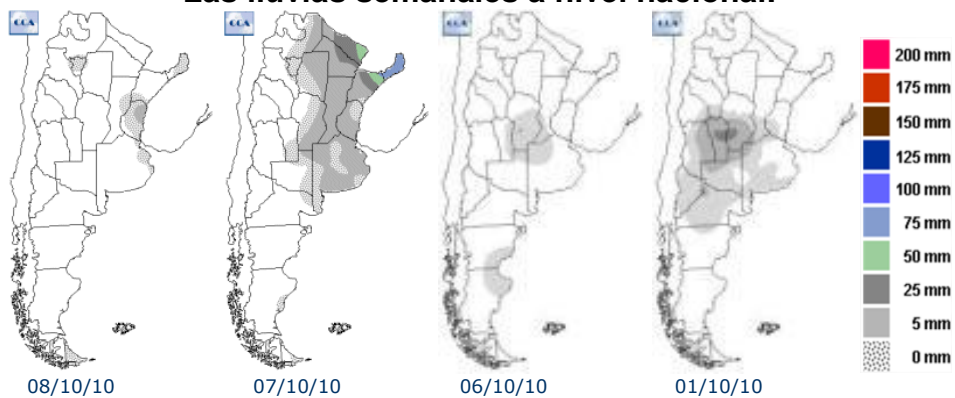 Las lluvias semanales a nivel nacional.
CCA
CCA
CCA
CCA
200 mm
175 mm
150 mm
125 mm
100 mm
75 mm
50 mm
25 mm
5 mm
0 mm
08/10/10
07/10/10
06/10/10
01/10/10